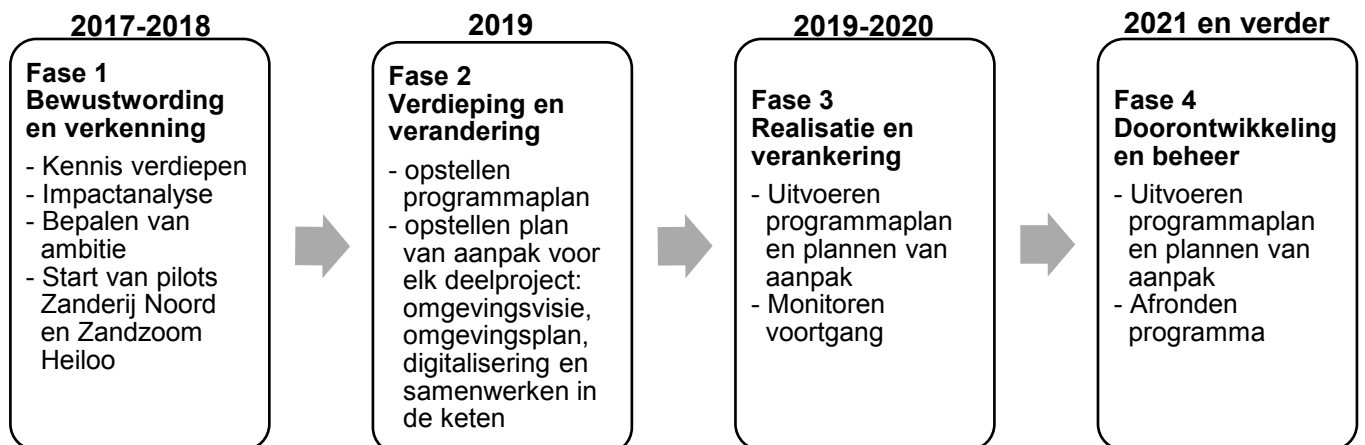 2017-2018
Fase 1
Bewustwording
en verkenning
- Kennis verdiepen
- Impactanalyse
- Bepalen van
ambitie
- Start van pilots
Zanderij Noord
en Zandzoom
Heiloo
2019
Fase 2
Verdieping en
verandering
- opstellen
programmaplan
- opstellen plan
van aanpak voor
elk deelproject:
omgevingsvisie,
omgevingsplan,
digitalisering en
samenwerken in
de keten
2019-2020
Fase 3
Realisatie en
verankering
- Uitvoeren
programmaplan
en plannen van
aanpak
- Monitoren
voortgang
2021 en verder
Fase 4
Doorontwikkeling
en beheer
- Uitvoeren
programmaplan
en plannen van
aanpak
- Afronden
programma